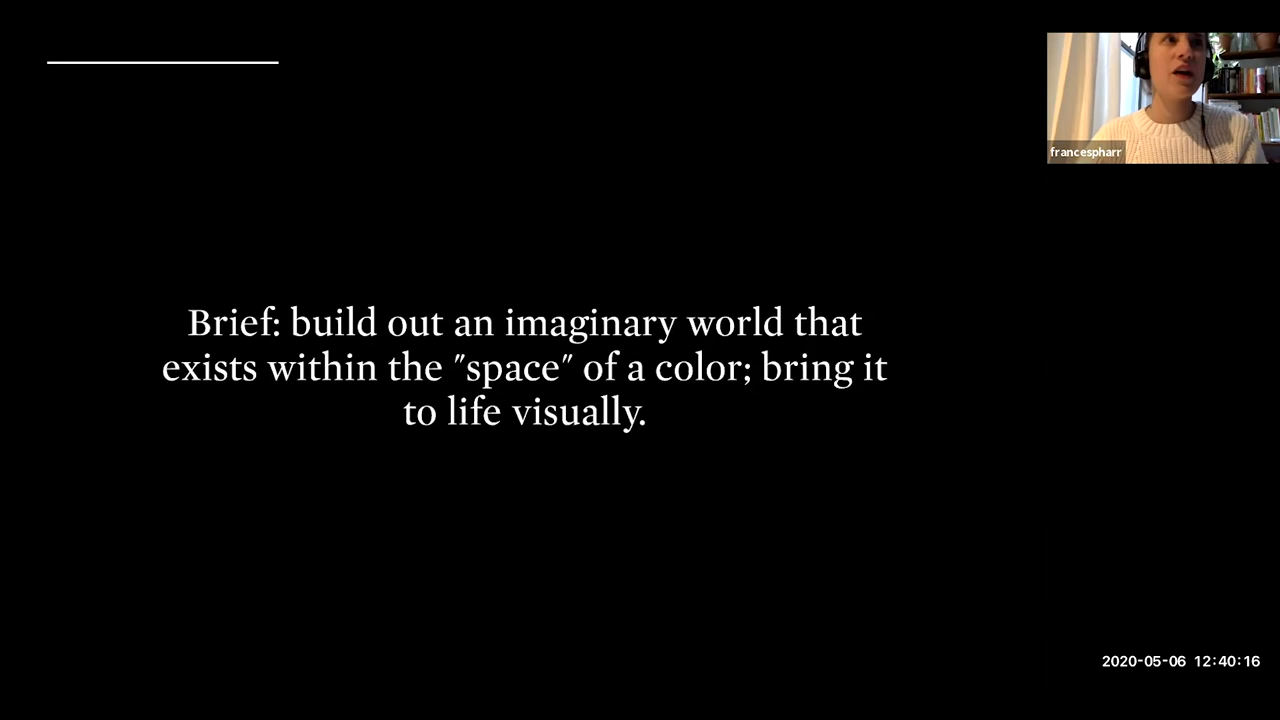 francespharr
Brief: build out an imaginary world that
exists within the "space" of a color; bring it
to life visually.
2020-05-06 12:40:16